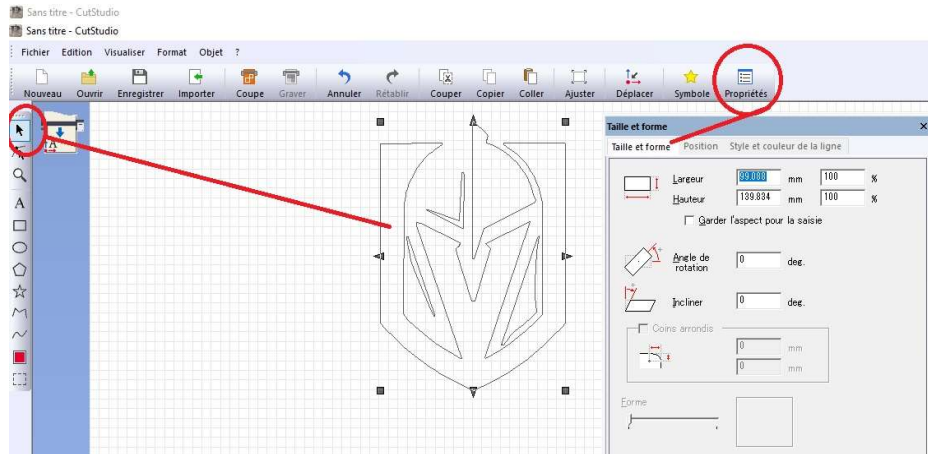 Sans titre - CutStudio
Sans titre - CutStudio
Fichier Edition Visualiser Format Objet ?
Nouveau Ouvrir Enregistrer Importer Coupe Graver Annuler Rétablir Couper Copier Coller Ajuster Déplacer Symbole Propriétés
Taille et forme
Taille et forme Position Style et couleur de la ligne
Largeur 99.008 mm 100 %
Hauteur 139.834 mm 100 %
Garder l'aspect pour la saisie
Angle de rotation 0 deg.
Incliner 0 deg.
Coins arrondis
0 mm
0 mm
Forme